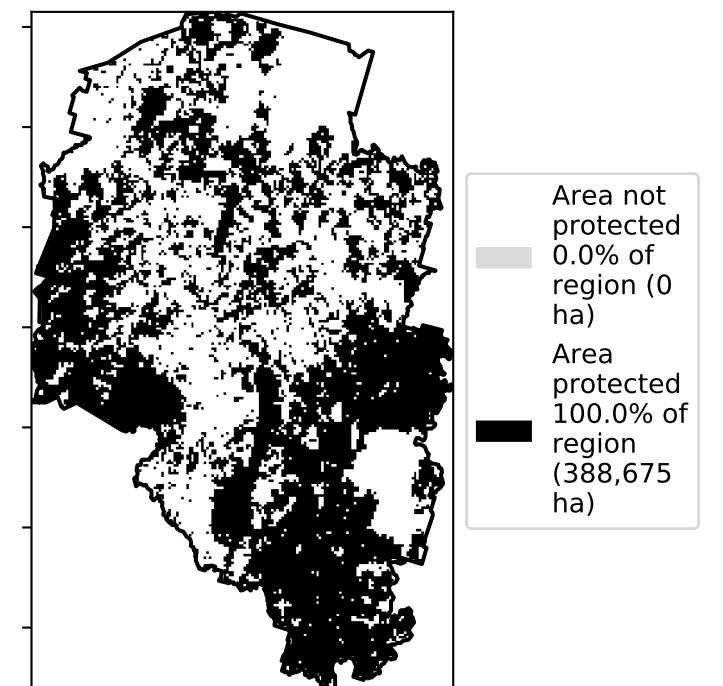 Area not
protected
0.0% of
region (0
ha)
Area
protected
100.0% of
region
(388,675
ha)